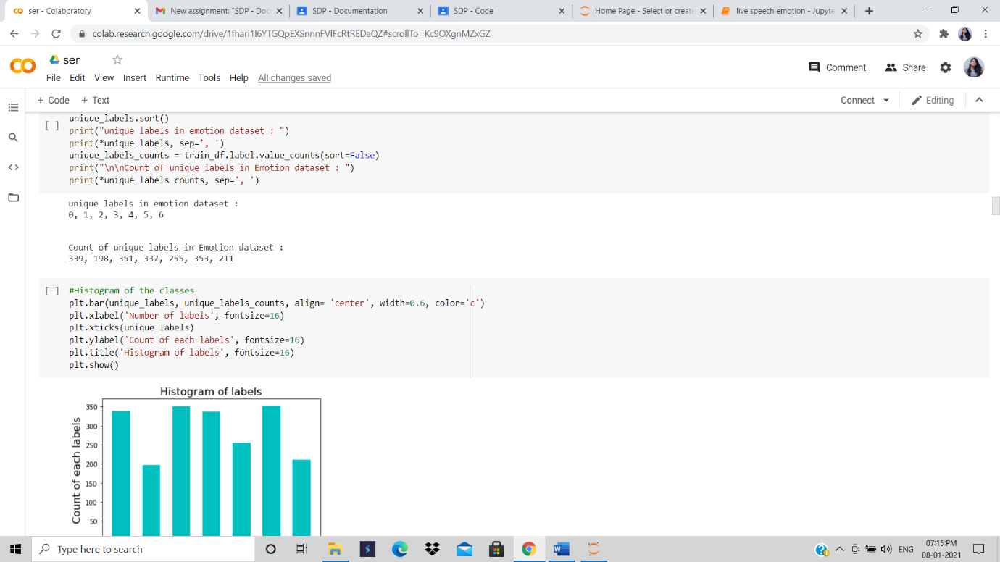 ser - Colaboratory
New assignment: "SDP - Doc
SDP - Documentation
SDP - Code
Home Page - Select or create
live speech emotion - Jupyte
colab.research.google.com/drive/1fhari1l6YTGQpEXSnnnFVIFcRtREDaQZ#scrollTo=Kc9OXgnMZxGZ
ser
File Edit View Insert Runtime Tools Help All changes saved
Comment Share
+ Code + Text
Connect Editing
[ ] unique_labels.sort()
print("unique labels in emotion dataset : ")
print(*unique_labels, sep=', ')
unique_labels_counts = train_df.label.value_counts(sort=False)
print("\n\nCount of unique labels in Emotion dataset : ")
print(*unique_labels_counts, sep=', ')
unique labels in emotion dataset :
0, 1, 2, 3, 4, 5, 6
Count of unique labels in Emotion dataset :
339, 198, 351, 337, 255, 353, 211
[ ] #Histogram of the classes
plt.bar(unique_labels, unique_labels_counts, align= 'center', width=0.6, color='c')
plt.xlabel('Number of labels', fontsize=16)
plt.xticks(unique_labels)
plt.ylabel('Count of each labels', fontsize=16)
plt.title('Histogram of labels', fontsize=16)
plt.show()
Histogram of labels
Count of each labels
350
300
250
200
150
100
50
Type here to search
ENG
07:15:PM
08-01-2021